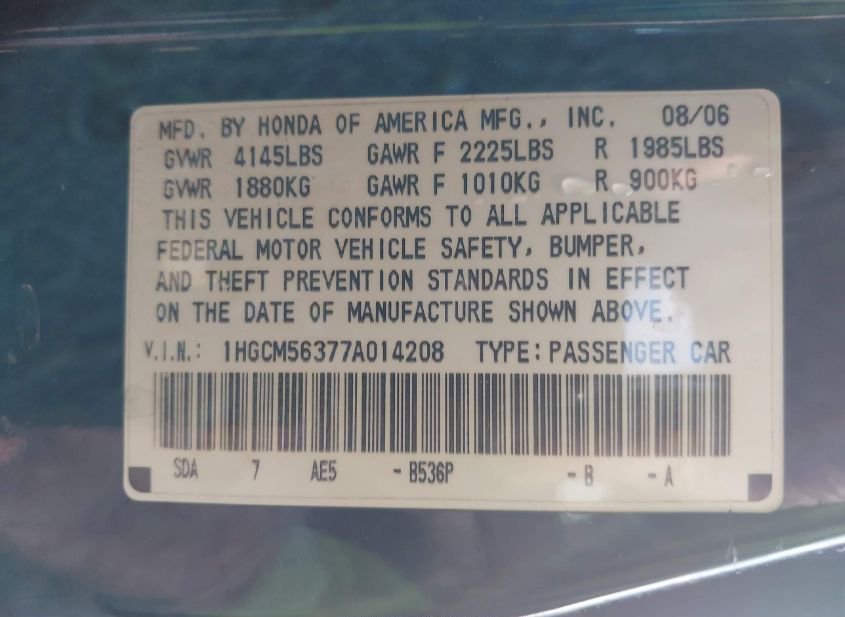 MFD. BY HONDA OF AMERICA MFG., INC. 08/06
GVWR 4145LBS GAWR F 2225LBS R 1985LBS
GVWR 1880KG GAWR F 1010KG R 900KG
THIS VEHICLE CONFORMS TO ALL APPLICABLE
FEDERAL MOTOR VEHICLE SAFETY, BUMPER,
AND THEFT PREVENTION STANDARDS IN EFFECT
ON THE DATE OF MANUFACTURE SHOWN ABOVE.
V.I.N.: 1HGCM56377A014208 TYPE: PASSENGER CAR
SDA 7 AE5 - B536P - B - A